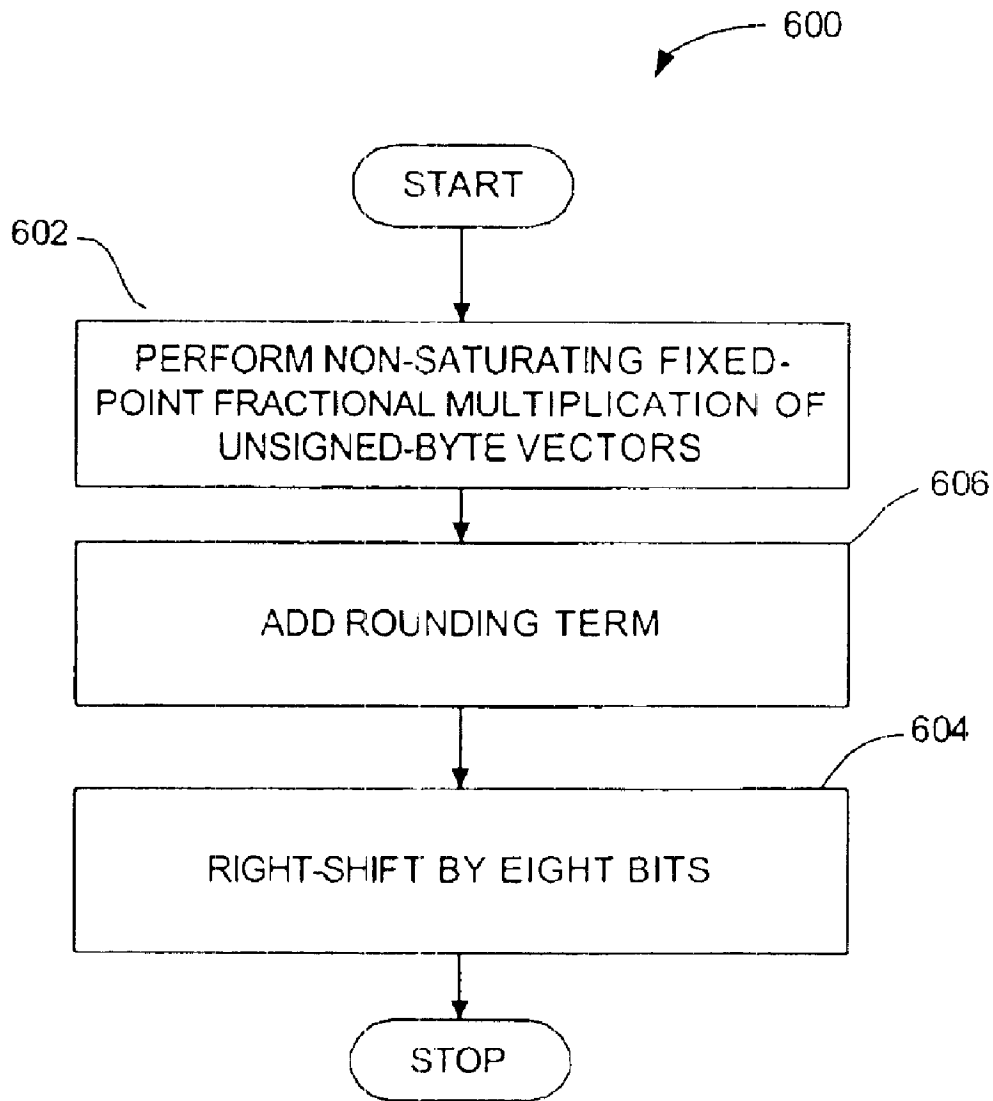 600
START
602
PERFORM NON-SATURATING FIXED-
POINT FRACTIONAL MULTIPLICATION OF
UNSIGNED-BYTE VECTORS
606
ADD ROUNDING TERM
604
RIGHT-SHIFT BY EIGHT BITS
STOP